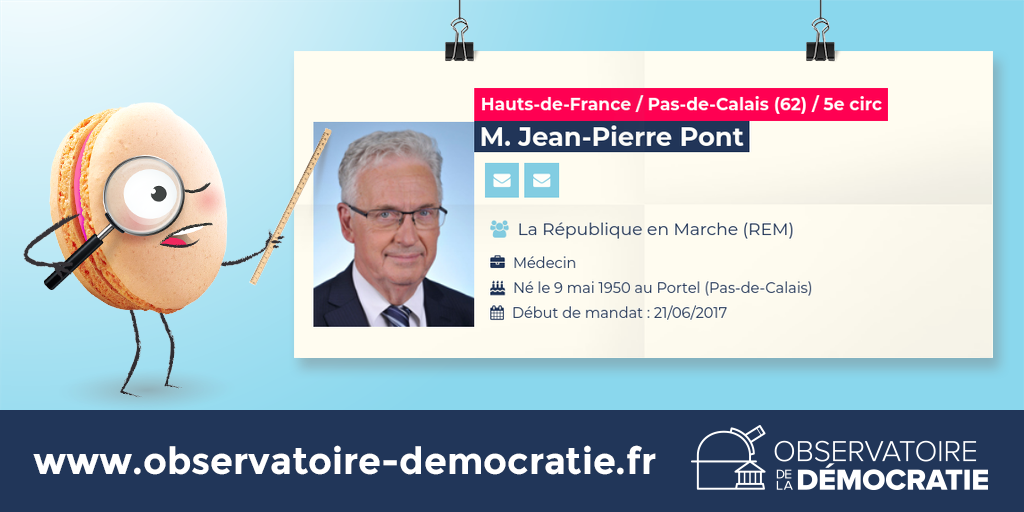 Hauts-de-France / Pas-de-Calais (62) / 5e circ
M. Jean-Pierre Pont
La République en Marche (REM)
Médecin
Né le 9 mai 1950 au Portel (Pas-de-Calais)
Début de mandat : 21/06/2017
www.observatoire-democratie.fr
OBSERVATOIRE
DE LA DÉMOCRATIE